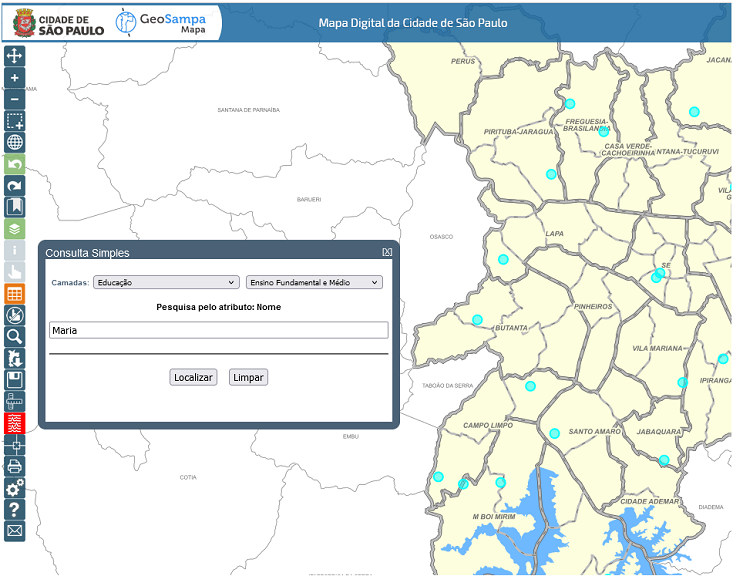 CIDADE DE
SÃO PAULO
GeoSampa
Mapa
Mapa Digital da Cidade de São Paulo
PERUS
JACAN
SANTANA DE PARNAÍBA
PIRITUBA-JARAGUA
FREGUESIA-
BRASILANDIA
CASA VERDE-
CACHOEIRINHA
NTANA-TUCURUVI
VIL
BARUERI
OSASCO
LAPA
SE
Consulta Simples
Camadas:
Educação
Ensino Fundamental e Médio
Pesquisa pelo atributo: Nome
Maria
Localizar
Limpar
PINHEIROS
BUTANTA
VILA MARIANA
IPIRANGA
TABOÃO DA SERRA
CAMPO LIMPO
SANTO AMARO
JABAQUARA
EMBU
COTIA
CIDADE ADEMAR
DIADEMA
M BOI MIRIM